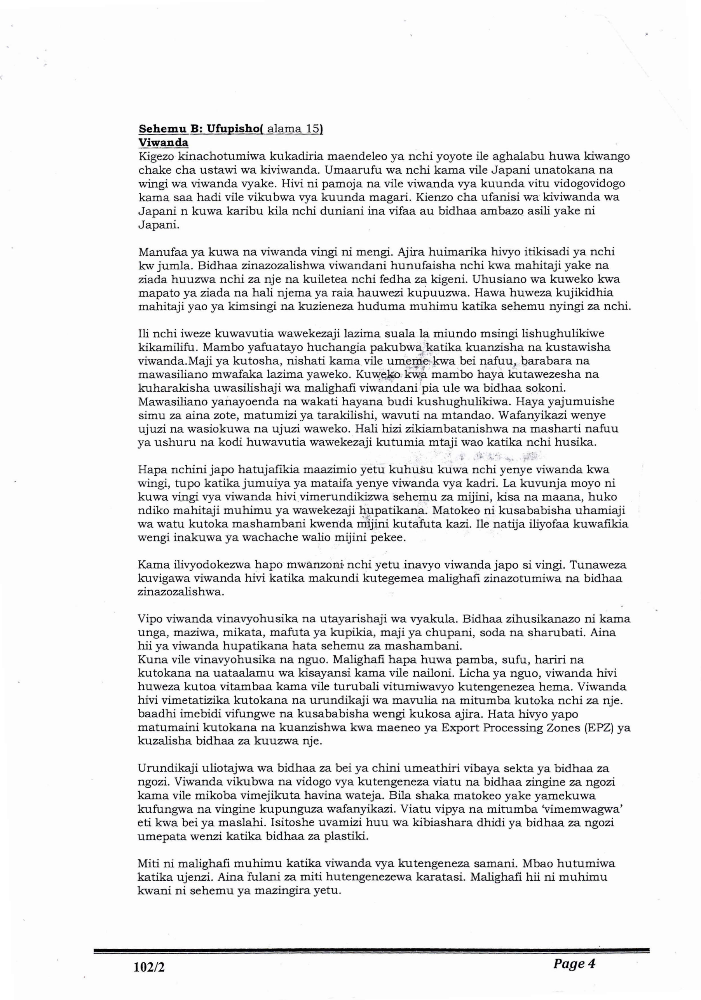 Sehemu B: Ufupisho( alama 15)
Viwanda
Kigezo kinachotumiwa kukadiria maendeleo ya nchi yoyote ile aghalabu huwa kiwango
chake cha ustawi wa kiviwanda. Umaarufu wa nchi kama vile Japani unatokana na
wingi wa viwanda vyake. Hivi ni pamoja na vile viwanda vya kuunda vitu vidogovidogo
kama saa hadi vile vikubwa vya kuunda magari. Kienzo cha ufanisi wa kiviwanda wa
Japani n kuwa karibu kila nchi duniani ina vifaa au bidhaa ambazo asili yake ni
Japani.
Manufaa ya kuwa na viwanda vingi ni mengi. Ajira huimarika hivyo itikisadi ya nchi
kw jumla. Bidhaa zinazozalishwa viwandani hunufaisha nchi kwa mahitaji yake na
ziada huuzwa nchi za nje na kuiletea nchi fedha za kigeni. Uhusiano wa kuweko kwa
mapato ya ziada na hali njema ya raia hauwezi kupuuzwa. Hawa huweza kujikidhia
mahitaji yao ya kimsingi na kuzieneza huduma muhimu katika sehemu nyingi za nchi.
Ili nchi iweze kuwavutia wawekezaji lazima suala la miundo msingi lishughulikiwe
kikamilifu. Mambo yafuatayo huchangia pakubwa katika kuanzisha na kustawisha
viwanda.Maji ya kutosha, nishati kama vile umeme kwa bei nafuu, barabara na
mawasiliano mwafaka lazima yaweko. Kuweko kwa mambo haya kutawezesha na
kuharakisha uwasilishaji wa malighafi viwandani pia ule wa bidhaa sokoni.
Mawasiliano yanayoenda na wakati hayana budi kushughulikiwa. Haya yajumuishe
simu za aina zote, matumizi ya tarakilishi, wavuti na mtandao. Wafanyikazi wenye
ujuzi na wasiokuwa na ujuzi waweko. Hali hizi zikiambatanishwa na masharti nafuu
ya ushuru na kodi huwavutia wawekezaji kutumia mtaji wao katika nchi husika.
Hapa nchini japo hatujafikia maazimio yetu kuhusu kuwa nchi yenye viwanda kwa
wingi, tupo katika jumuiya ya mataifa yenye viwanda vya kadri. La kuvunja moyo ni
kuwa vingi vya viwanda hivi vimerundikizwa sehemu za mijini, kisa na maana, huko
ndiko mahitaji muhimu ya wawekezaji hupatikana. Matokeo ni kusababisha uhamiaji
wa watu kutoka mashambani kwenda mijini kutafuta kazi. Ile natija iliyofaa kuwafikia
wengi inakuwa ya wachache walio mijini pekee.
Kama ilivyodokezwa hapo mwanzoni nchi yetu inavyo viwanda japo si vingi. Tunaweza
kuvigawa viwanda hivi katika makundi kutegemea malighafi zinazotumiwa na bidhaa
zinazozalishwa.
Vipo viwanda vinavyohusika na utayarishaji wa vyakula. Bidhaa zihusikanazo ni kama
unga, maziwa, mikata, mafuta ya kupikia, maji ya chupani, soda na sharubati. Aina
hii ya viwanda hupatikana hata sehemu za mashambani.
Kuna vile vinavyohusika na nguo. Malighafi hapa huwa pamba, sufu, hariri na
kutokana na uataalamu wa kisayansi kama vile nailoni. Licha ya nguo, viwanda hivi
huweza kutoa vitambaa kama vile turubali vitumiwavyo kutengenezea hema. Viwanda
hivi vimetatizika kutokana na urundikaji wa mavulia na mitumba kutoka nchi za nje.
baadhi imebidi vifungwe na kusababisha wengi kukosa ajira. Hata hivyo yapo
matumaini kutokana na kuanzishwa kwa maeneo ya Export Processing Zones (EPZ) ya
kuzalisha bidhaa za kuuzwa nje.
Urundikaji uliotajwa wa bidhaa za bei ya chini umeathiri vibaya sekta ya bidhaa za
ngozi. Viwanda vikubwa na vidogo vya kutengeneza viatu na bidhaa zingine za ngozi
kama vile mikoba vimejikuta havina wateja. Bila shaka matokeo yake yamekuwa
kufungwa na vingine kupunguza wafanyikazi. Viatu vipya na mitumba ‘vimemwagwa’
eti kwa bei ya maslahi. Isitoshe uvamizi huu wa kibiashara dhidi ya bidhaa za ngozi
umepata wenzi katika bidhaa za plastiki.
Miti ni malighafi muhimu katika viwanda vya kutengeneza samani. Mbao hutumiwa
katika ujenzi. Aina fulani za miti hutengenezewa karatasi. Malighafi hii ni muhimu
kwani ni sehemu ya mazingira yetu.
102/2
Page 4